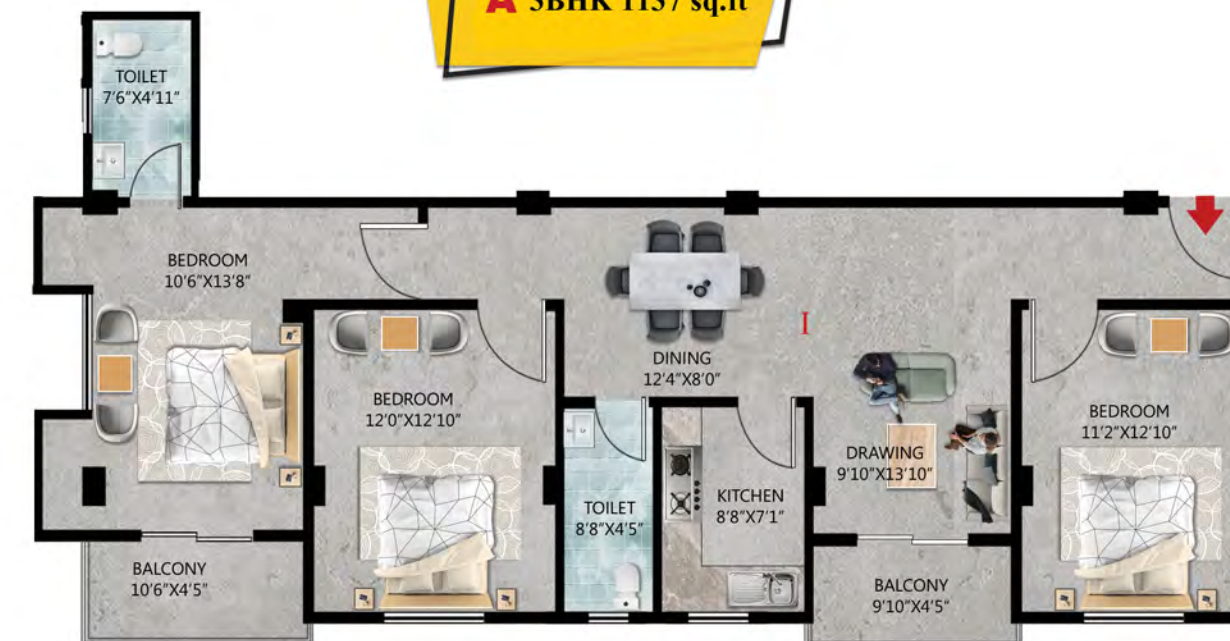 A 3BHK sq.ft
TOILET
7'6"X4'11"
BEDROOM
10'6"X13'8"
BEDROOM
12'0"X12'10"
DINING
12'4"X8'0"
I
DRAWING
9'10"X13'10"
BEDROOM
11'2"X12'10"
TOILET
8'8"X4'5"
KITCHEN
8'8"X7'1"
BALCONY
10'6"X4'5"
BALCONY
9'10"X4'5"